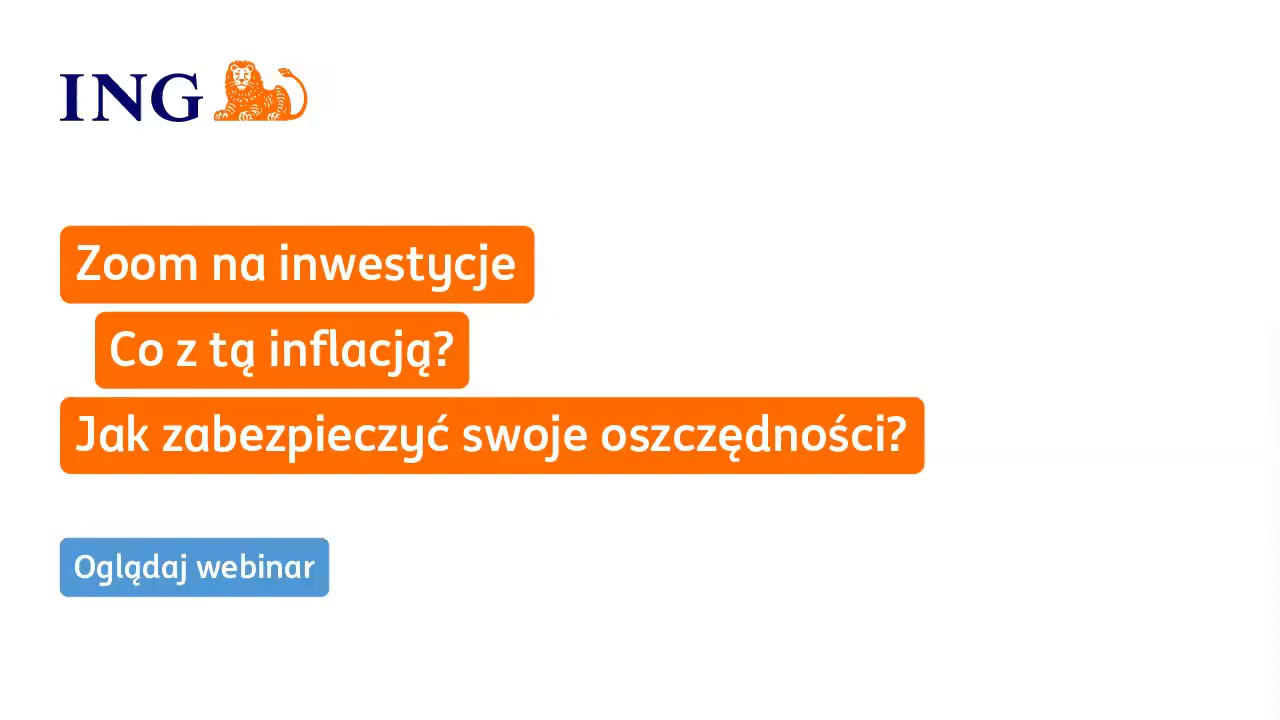 ING
Zoom na inwestycje
Co z tą inflacją?
Jak zabezpieczyć swoje oszczędności?
Oglądaj webinar